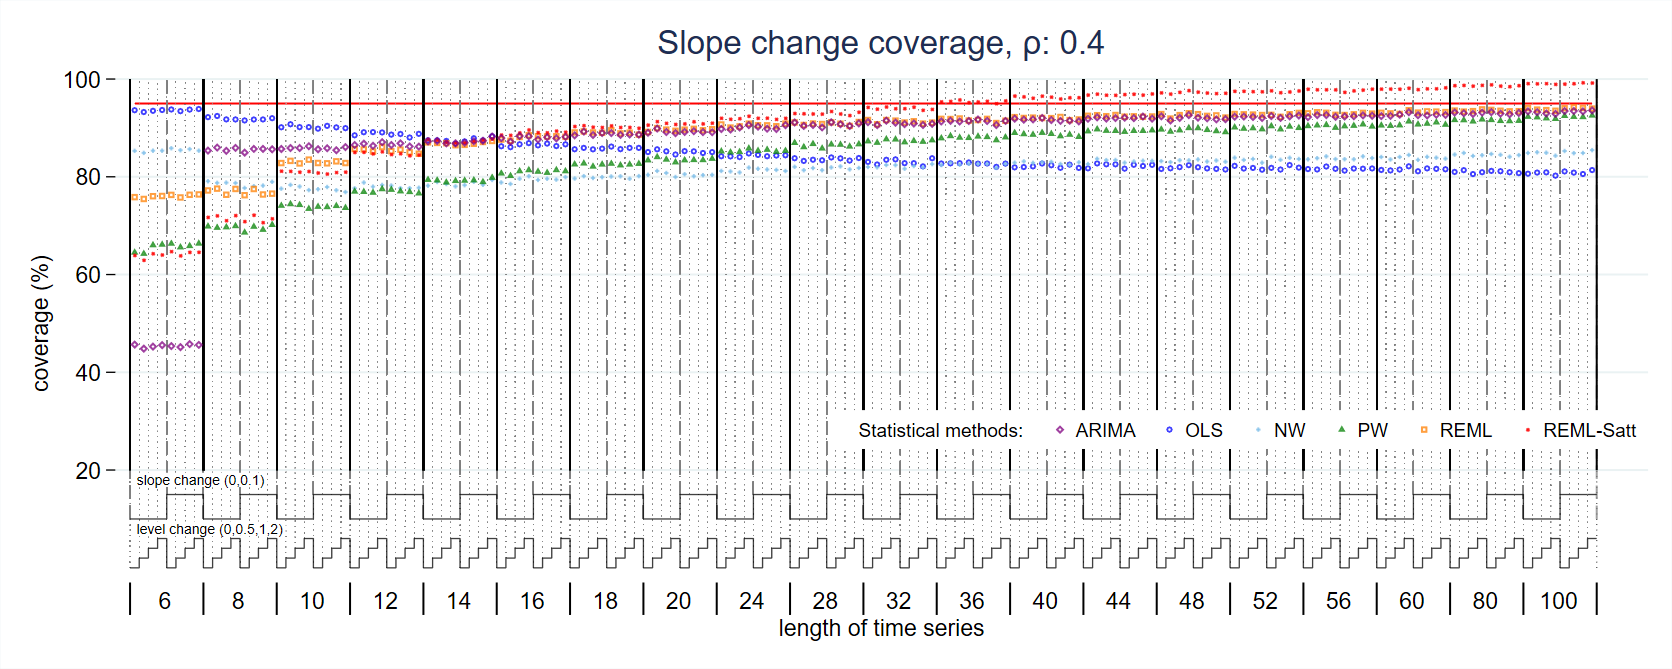 Slope change coverage, ρ: 0.4
100
80
60
40
20
coverage (%)
Statistical methods: ARIMA OLS NW PW REML REML-Satt
slope change (0,0.1)
level change (0,0.5,1,2)
6 8 10 12 14 16 18 20 24 28 32 36 40 44 48 52 56 60 80 100
length of time series